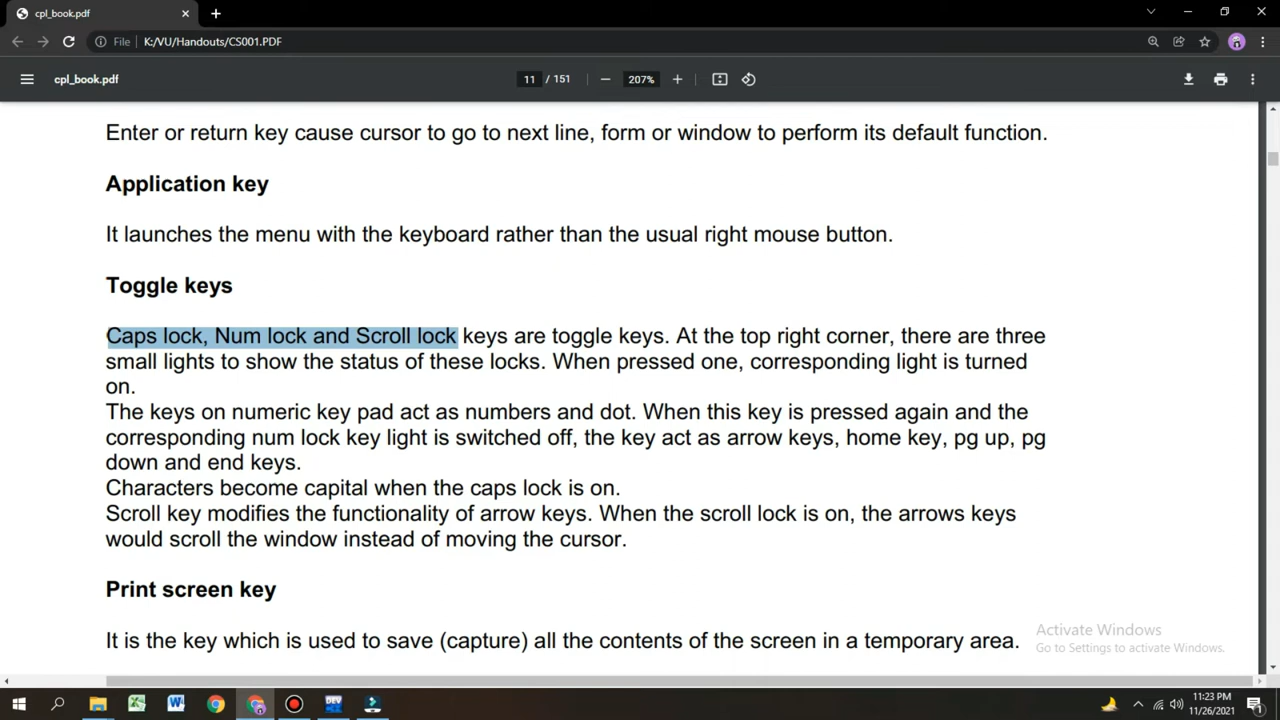 cpl_book.pdf
File K:/VU/Handouts/CS001.PDF
cpl_book.pdf
11 / 151
207%
Enter or return key cause cursor to go to next line, form or window to perform its default function.
Application key
It launches the menu with the keyboard rather than the usual right mouse button.
Toggle keys
Caps lock, Num lock and Scroll lock keys are toggle keys. At the top right corner, there are three
small lights to show the status of these locks. When pressed one, corresponding light is turned
on.
The keys on numeric key pad act as numbers and dot. When this key is pressed again and the
corresponding num lock key light is switched off, the key act as arrow keys, home key, pg up, pg
down and end keys.
Characters become capital when the caps lock is on.
Scroll key modifies the functionality of arrow keys. When the scroll lock is on, the arrows keys
would scroll the window instead of moving the cursor.
Print screen key
It is the key which is used to save (capture) all the contents of the screen in a temporary area.
Activate Windows
Go to Settings to activate Windows.
DEV
11:23 PM
11/26/2021